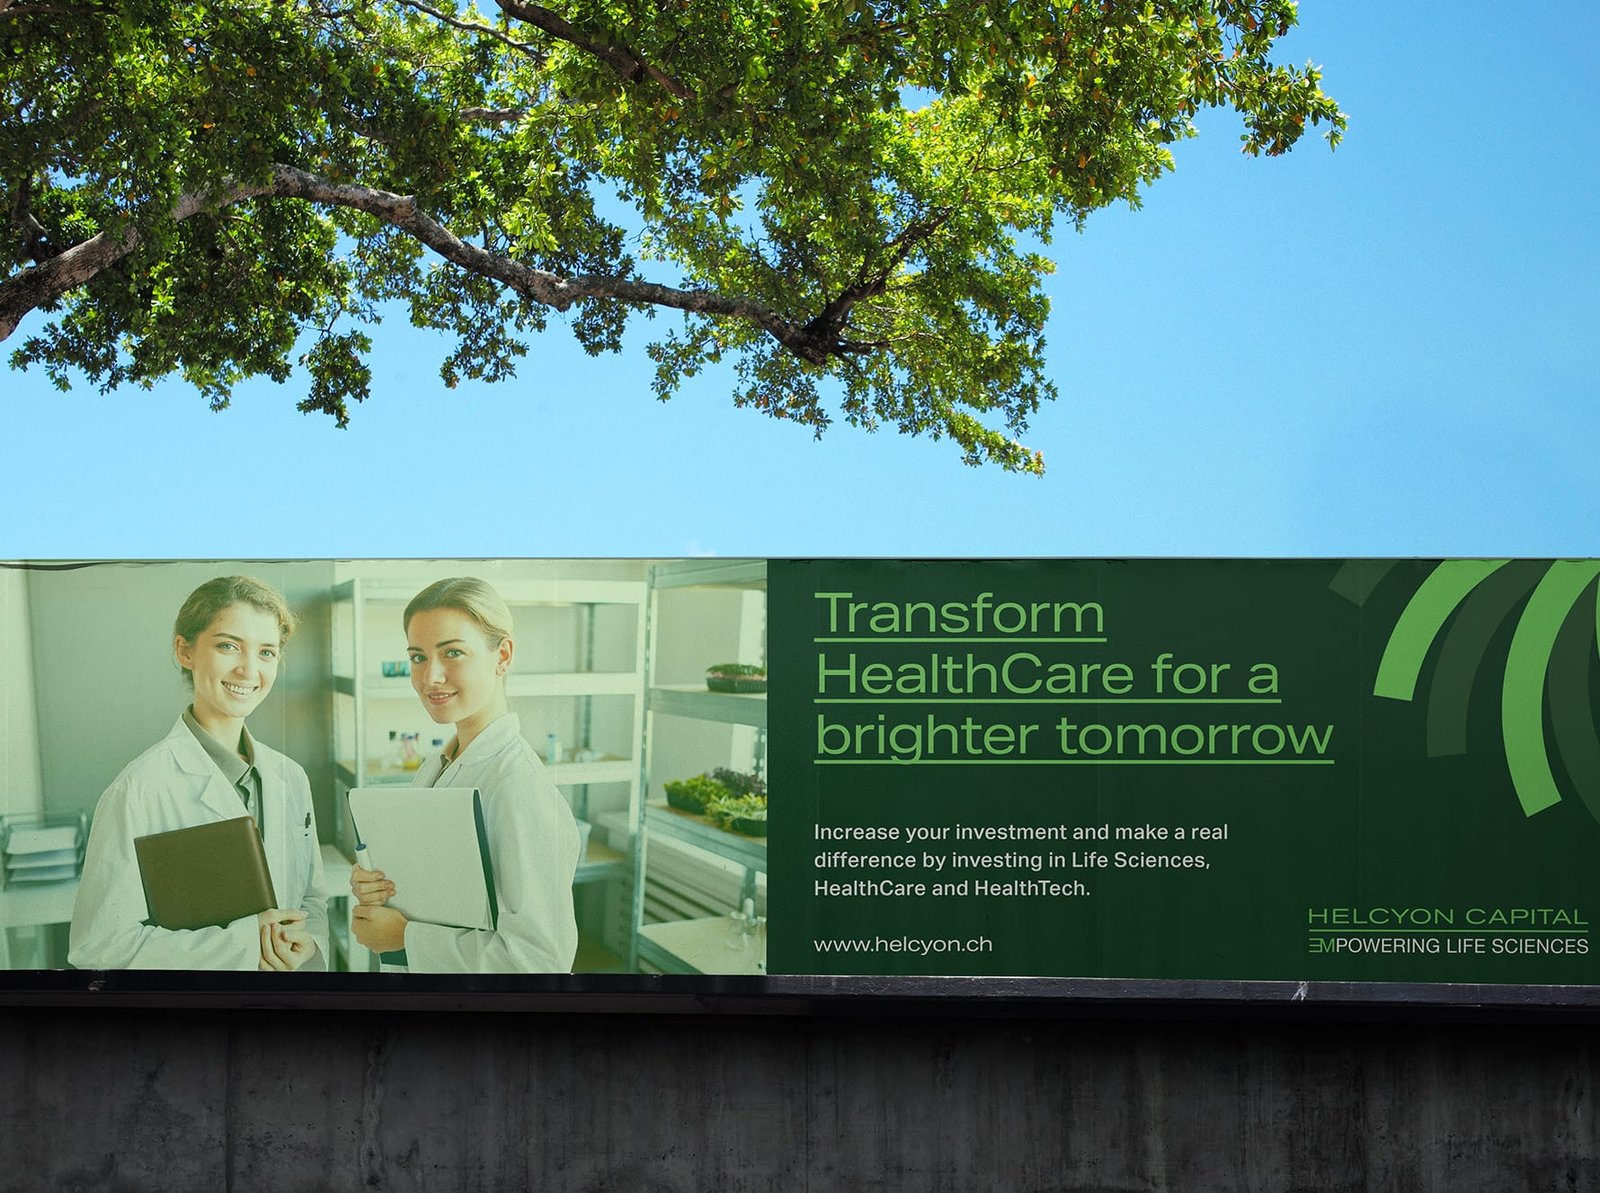 Transform
HealthCare for a
brighter tomorrow
Increase your investment and make a real
difference by investing in Life Sciences,
HealthCare and HealthTech.
www.helcyon.ch
HELCYON CAPITAL
EMPOWERING LIFE SCIENCES